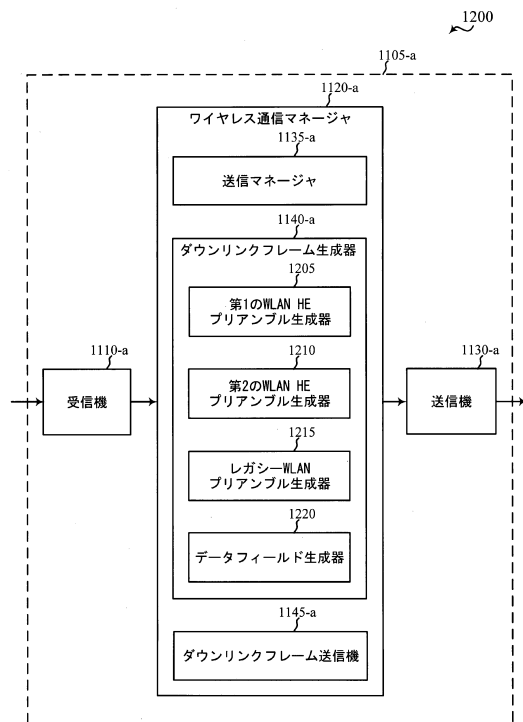 1200
1105-a
1120-a
ワイヤレス通信マネージャ
1135-a
送信マネージャ
1140-a
ダウンリンクフレーム生成器
1205
第1のWLAN HE
プリアンブル生成器
1110-a
受信機
1210
第2のWLAN HE
プリアンブル生成器
1130-a
送信機
1215
レガシーWLAN
プリアンブル生成器
1220
データフィールド生成器
1145-a
ダウンリンクフレーム送信機